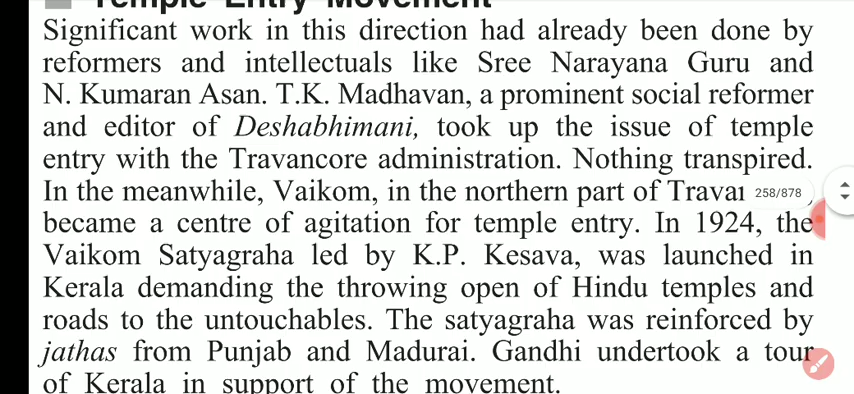 Temple Entry Movement
Significant work in this direction had already been done by
reformers and intellectuals like Sree Narayana Guru and
N. Kumaran Asan. T.K. Madhavan, a prominent social reformer
and editor of Deshabhimani, took up the issue of temple
entry with the Travancore administration. Nothing transpired.
In the meanwhile, Vaikom, in the northern part of 258/878
became a centre of agitation for temple entry. In 1924, the
Vaikom Satyagraha led by K.P. Kesava, was launched in
Kerala demanding the throwing open of Hindu temples and
roads to the untouchables. The satyagraha was reinforced by
jathas from Punjab and Madurai. Gandhi undertook a tour
of Kerala in support of the movement.